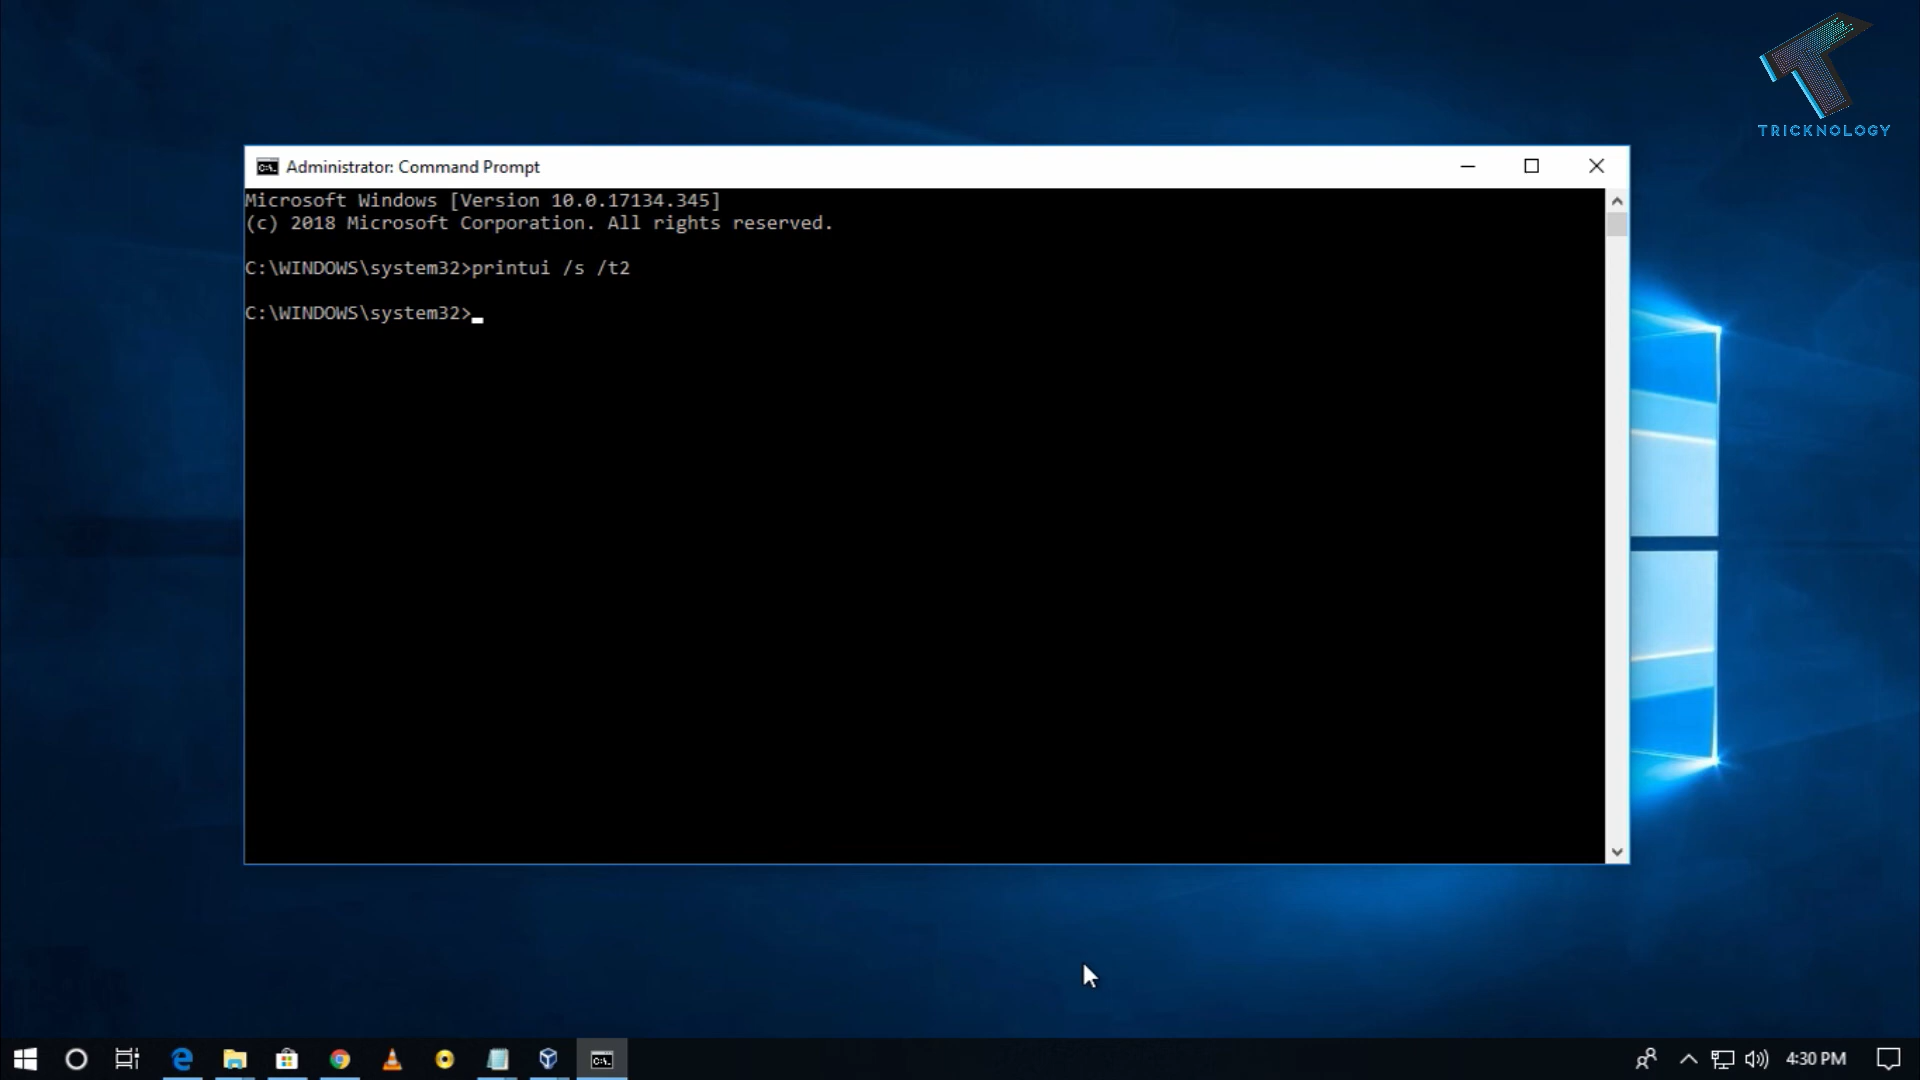 TRICKNOLOGY
Administrator: Command Prompt
Microsoft Windows [Version 10.0.17134.345]
(c) 2018 Microsoft Corporation. All rights reserved.
C:\WINDOWS\system32>printui /s /t2
C:\WINDOWS\system32>
4:30 PM